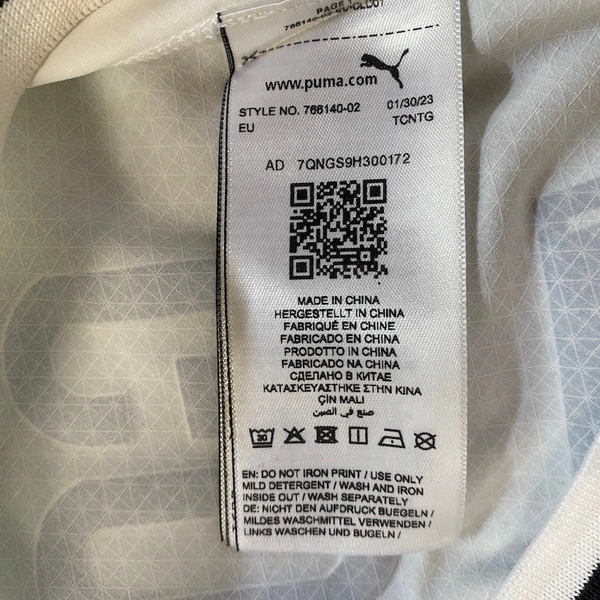 PAGE
www.puma.com
STYLE NO. 766140-02 01/30/23
EU TCNTG
AD 7QNGS9H300172
MADE IN CHINA
HERGESTELLT IN CHINA
FABRIQUÉ EN CHINE
FABRICADO EN CHINA
PRODOTTO IN CHINA
FABRICADO NA CHINA
СДЕЛАНО В КИТАЕ
ΚΑΤΑΣΚΕΥΑΣΤΗΚΕ ΣΤΗΝ ΚΙΝΑ
ÇİN MALI
صنع في الصين
30
EN: DO NOT IRON PRINT / USE ONLY
MILD DETERGENT / WASH AND IRON
INSIDE OUT / WASH SEPARATELY
DE: NICHT DEN AUFDRUCK BUEGELN /
MILDES WASCHMITTEL VERWENDEN /
LINKS WASCHEN UND BUGELN /